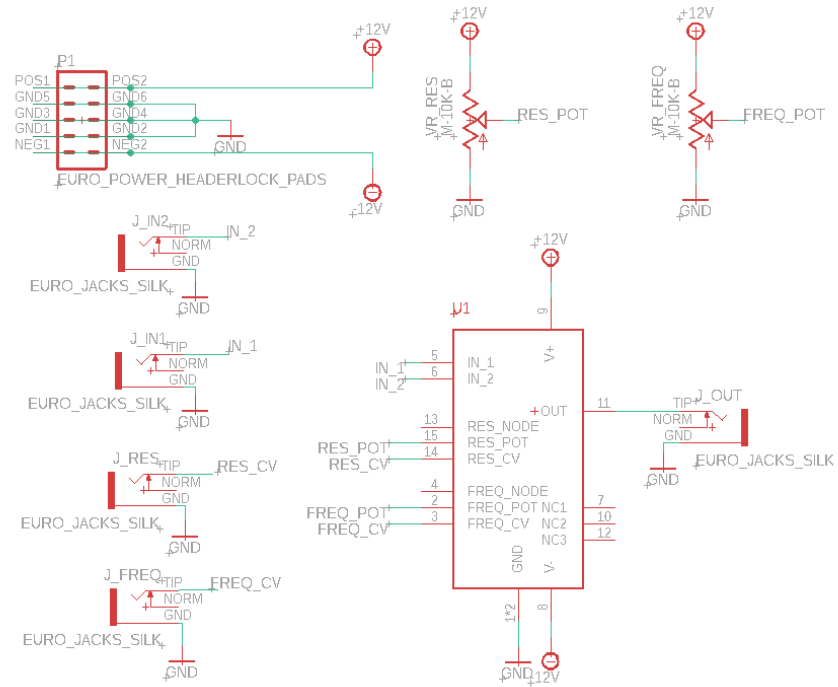 +12V
P1
POS1 POS2
GND5 GND6
GND3 GND4
GND1 GND2
NEG1 NEG2
GND
EURO_POWER_HEADERLOCK_PADS
-12V
+12V
VR_RES
M-10K-B
RES_POT
GND
+12V
VR_FREQ
M-10K-B
FREQ_POT
GND
J_IN2
TIP
IN_2
NORM
GND
EURO_JACKS_SILK
GND
J_IN1
TIP
IN_1
NORM
GND
EURO_JACKS_SILK
GND
J_RES
TIP
RES_CV
NORM
GND
EURO_JACKS_SILK
GND
J_FREQ
TIP
FREQ_CV
NORM
GND
EURO_JACKS_SILK
GND
+12V
U1
9
V+
IN_1 5 IN_1
IN_2 6 IN_2
OUT 11
13 RES_NODE
RES_POT 15 RES_POT
RES_CV 14 RES_CV
4 FREQ_NODE
FREQ_POT 2 FREQ_POT
FREQ_CV 3 FREQ_CV
NC1 7
NC2 10
NC3 12
GND
V-
1*2
8
GND
-12V
J_OUT
TIP
NORM
GND
EURO_JACKS_SILK
GND